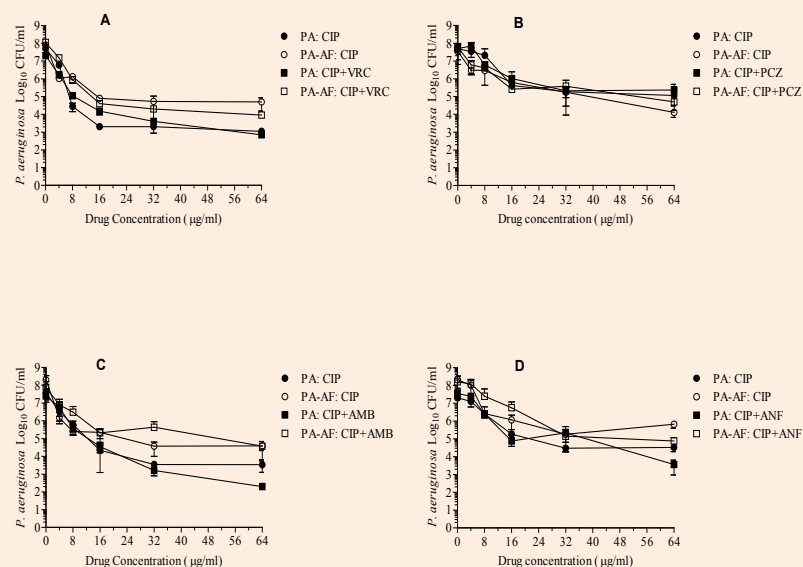 A
P. aeruginosa Log10 CFU/ml
9
8
7
6
5
4
3
2
1
0
0 8 16 24 32 40 48 56 64
Drug Concentration ( μg/ml)
PA: CIP
PA-AF: CIP
PA: CIP+VRC
PA-AF: CIP+VRC
B
P. aeruginosa Log10 CFU/ml
9
8
7
6
5
4
3
2
1
0
0 8 16 24 32 40 48 56 64
Drug concentration ( μg/ml)
PA: CIP
PA-AF: CIP
PA: CIP+PCZ
PA-AF: CIP+PCZ
C
P. aeruginosa Log10 CFU/ml
9
8
7
6
5
4
3
2
1
0
0 8 16 24 32 40 48 56 64
Drug Concentration ( μg/ml)
PA: CIP
PA-AF: CIP
PA: CIP+AMB
PA-AF: CIP+AMB
D
P. aeruginosa Log10 CFU/ml
9
8
7
6
5
4
3
2
1
0
0 8 16 24 32 40 48 56 64
Drug concentration ( μg/ml)
PA: CIP
PA-AF: CIP
PA: CIP+ANF
PA-AF: CIP+ANF